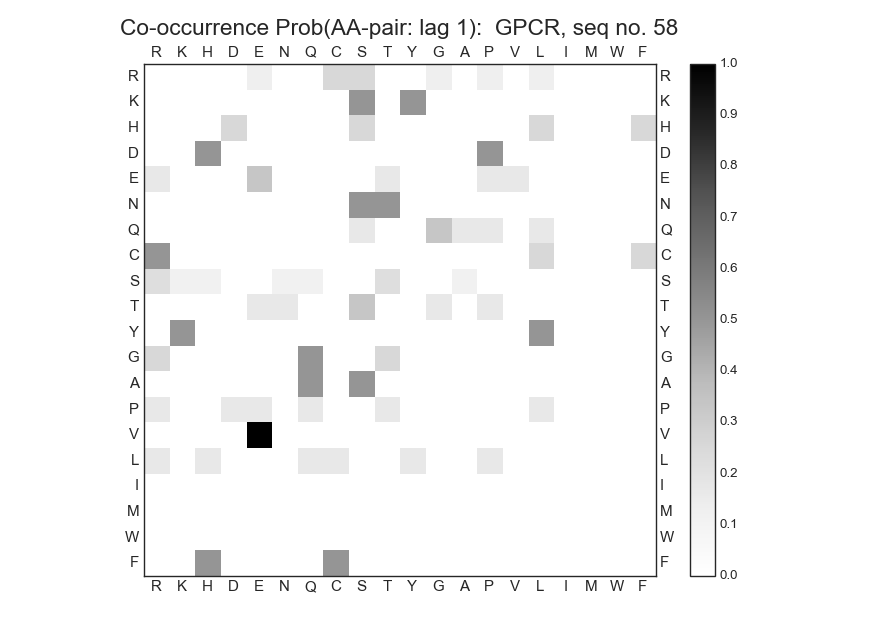 Co-occurrence Prob(AA-pair: lag 1):  GPCR, seq no. 58
R K H D E N Q C S T Y G A P V L I M W F
R R 1.0
K K 0.9
H H 0.8
D D
E E 0.7
N N
Q Q 0.6
C C
S S 0.5
T T
Y Y 0.4
G G
A A 0.3
P P
V V 0.2
L L
I I 0.1
M M
W W
F F 0.0
R K H D E N Q C S T Y G A P V L I M W F